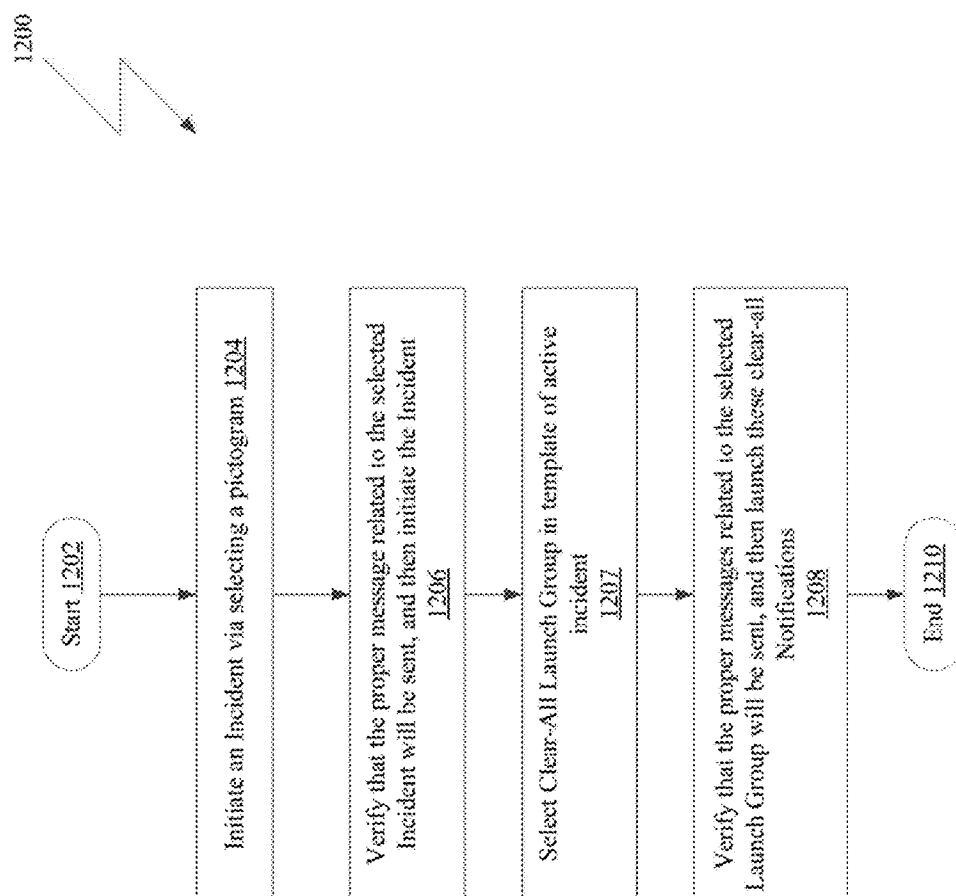 1200
Start 1202
Initiate an Incident via selecting a pictogram 1204
Verify that the proper message related to the selected
Incident will be sent, and then initiate the Incident
1206
Select Clear-All Launch Group in template of active
incident
1207
Verify that the proper messages related to the selected
Launch Group will be sent, and then launch these clear-all
Notifications
1208
End 1210